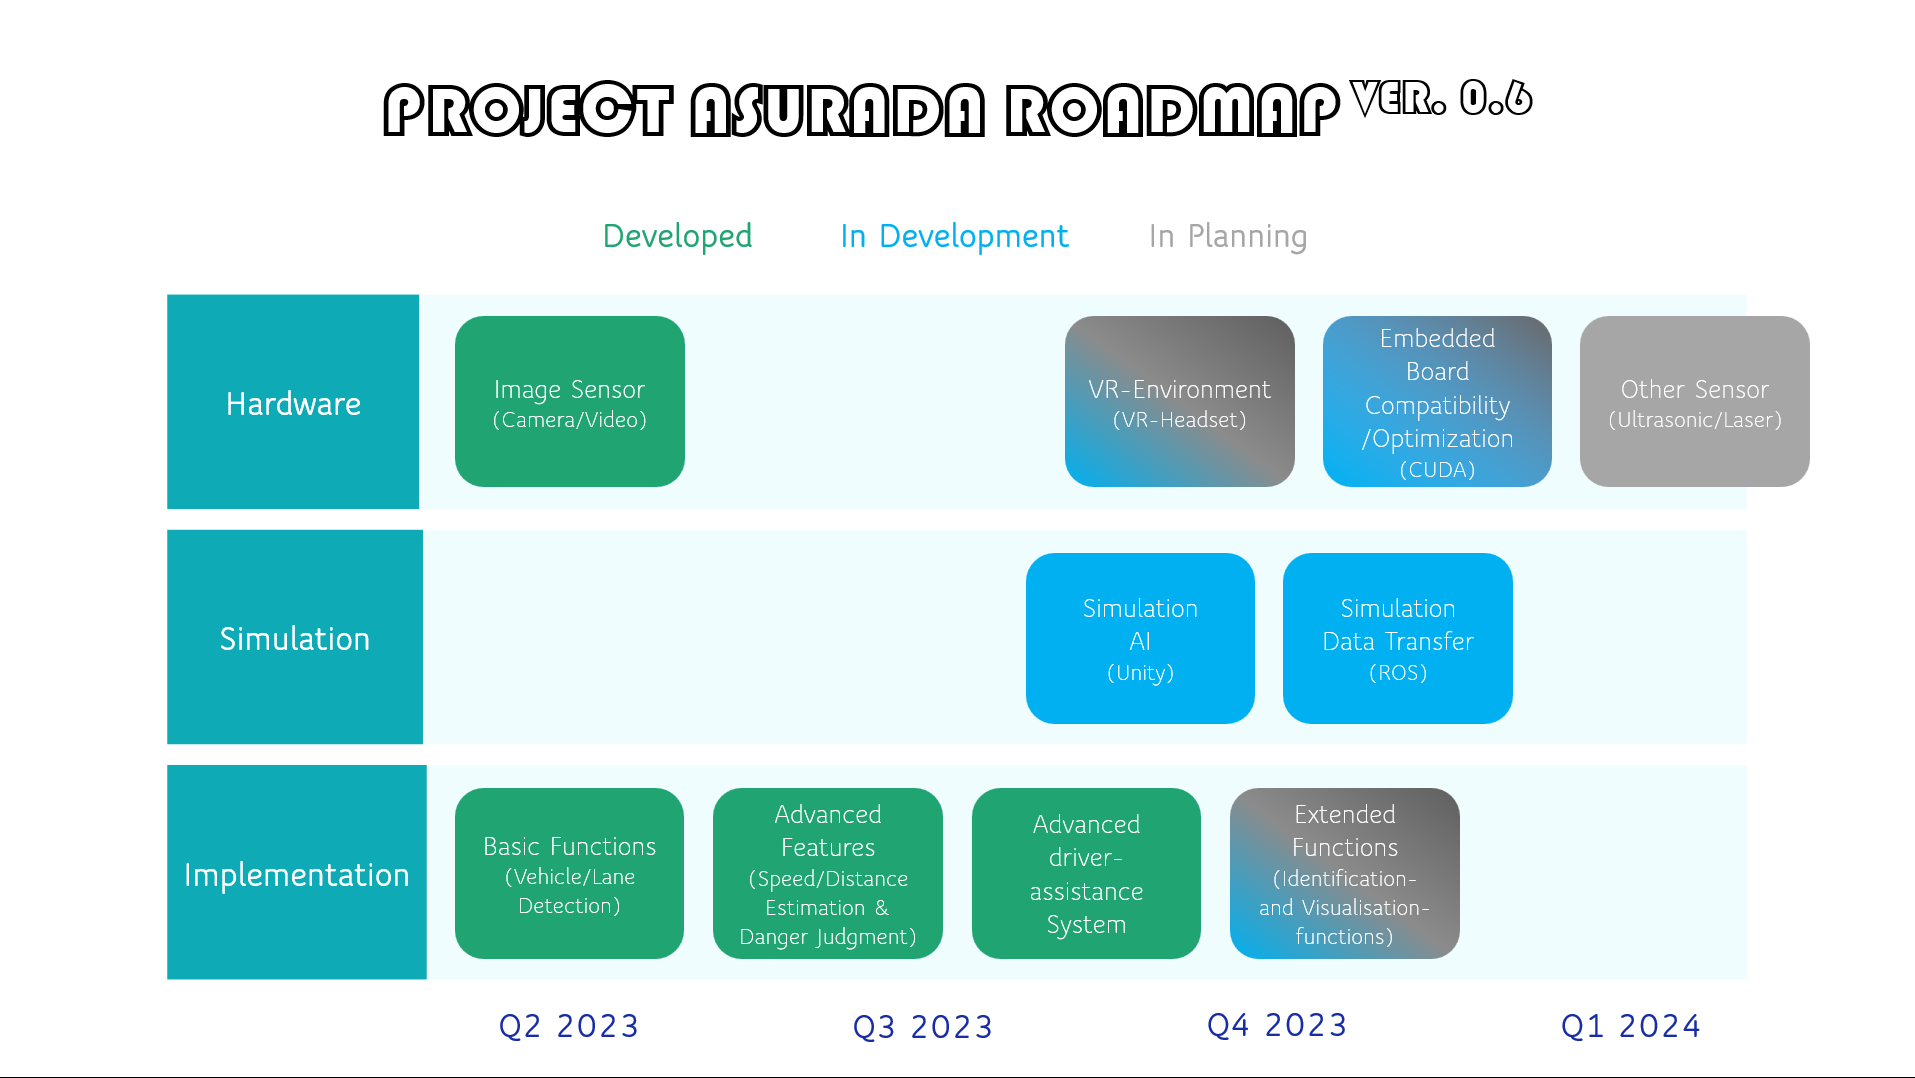 PROJECT ASURADA ROADMAP VER. 0.6
Developed
In Development
In Planning
Hardware
Image Sensor
(Camera/Video)
VR-Environment
(VR-Headset)
Embedded
Board
Compatibility
/Optimization
(CUDA)
Other Sensor
(Ultrasonic/Laser)
Simulation
Simulation
AI
(Unity)
Simulation
Data Transfer
(ROS)
Implementation
Basic Functions
(Vehicle/Lane
Detection)
Advanced
Features
(Speed/Distance
Estimation &
Danger Judgment)
Advanced
driver-
assistance
System
Extended
Functions
(Identification-
and Visualisation-
functions)
Q2 2023
Q3 2023
Q4 2023
Q1 2024